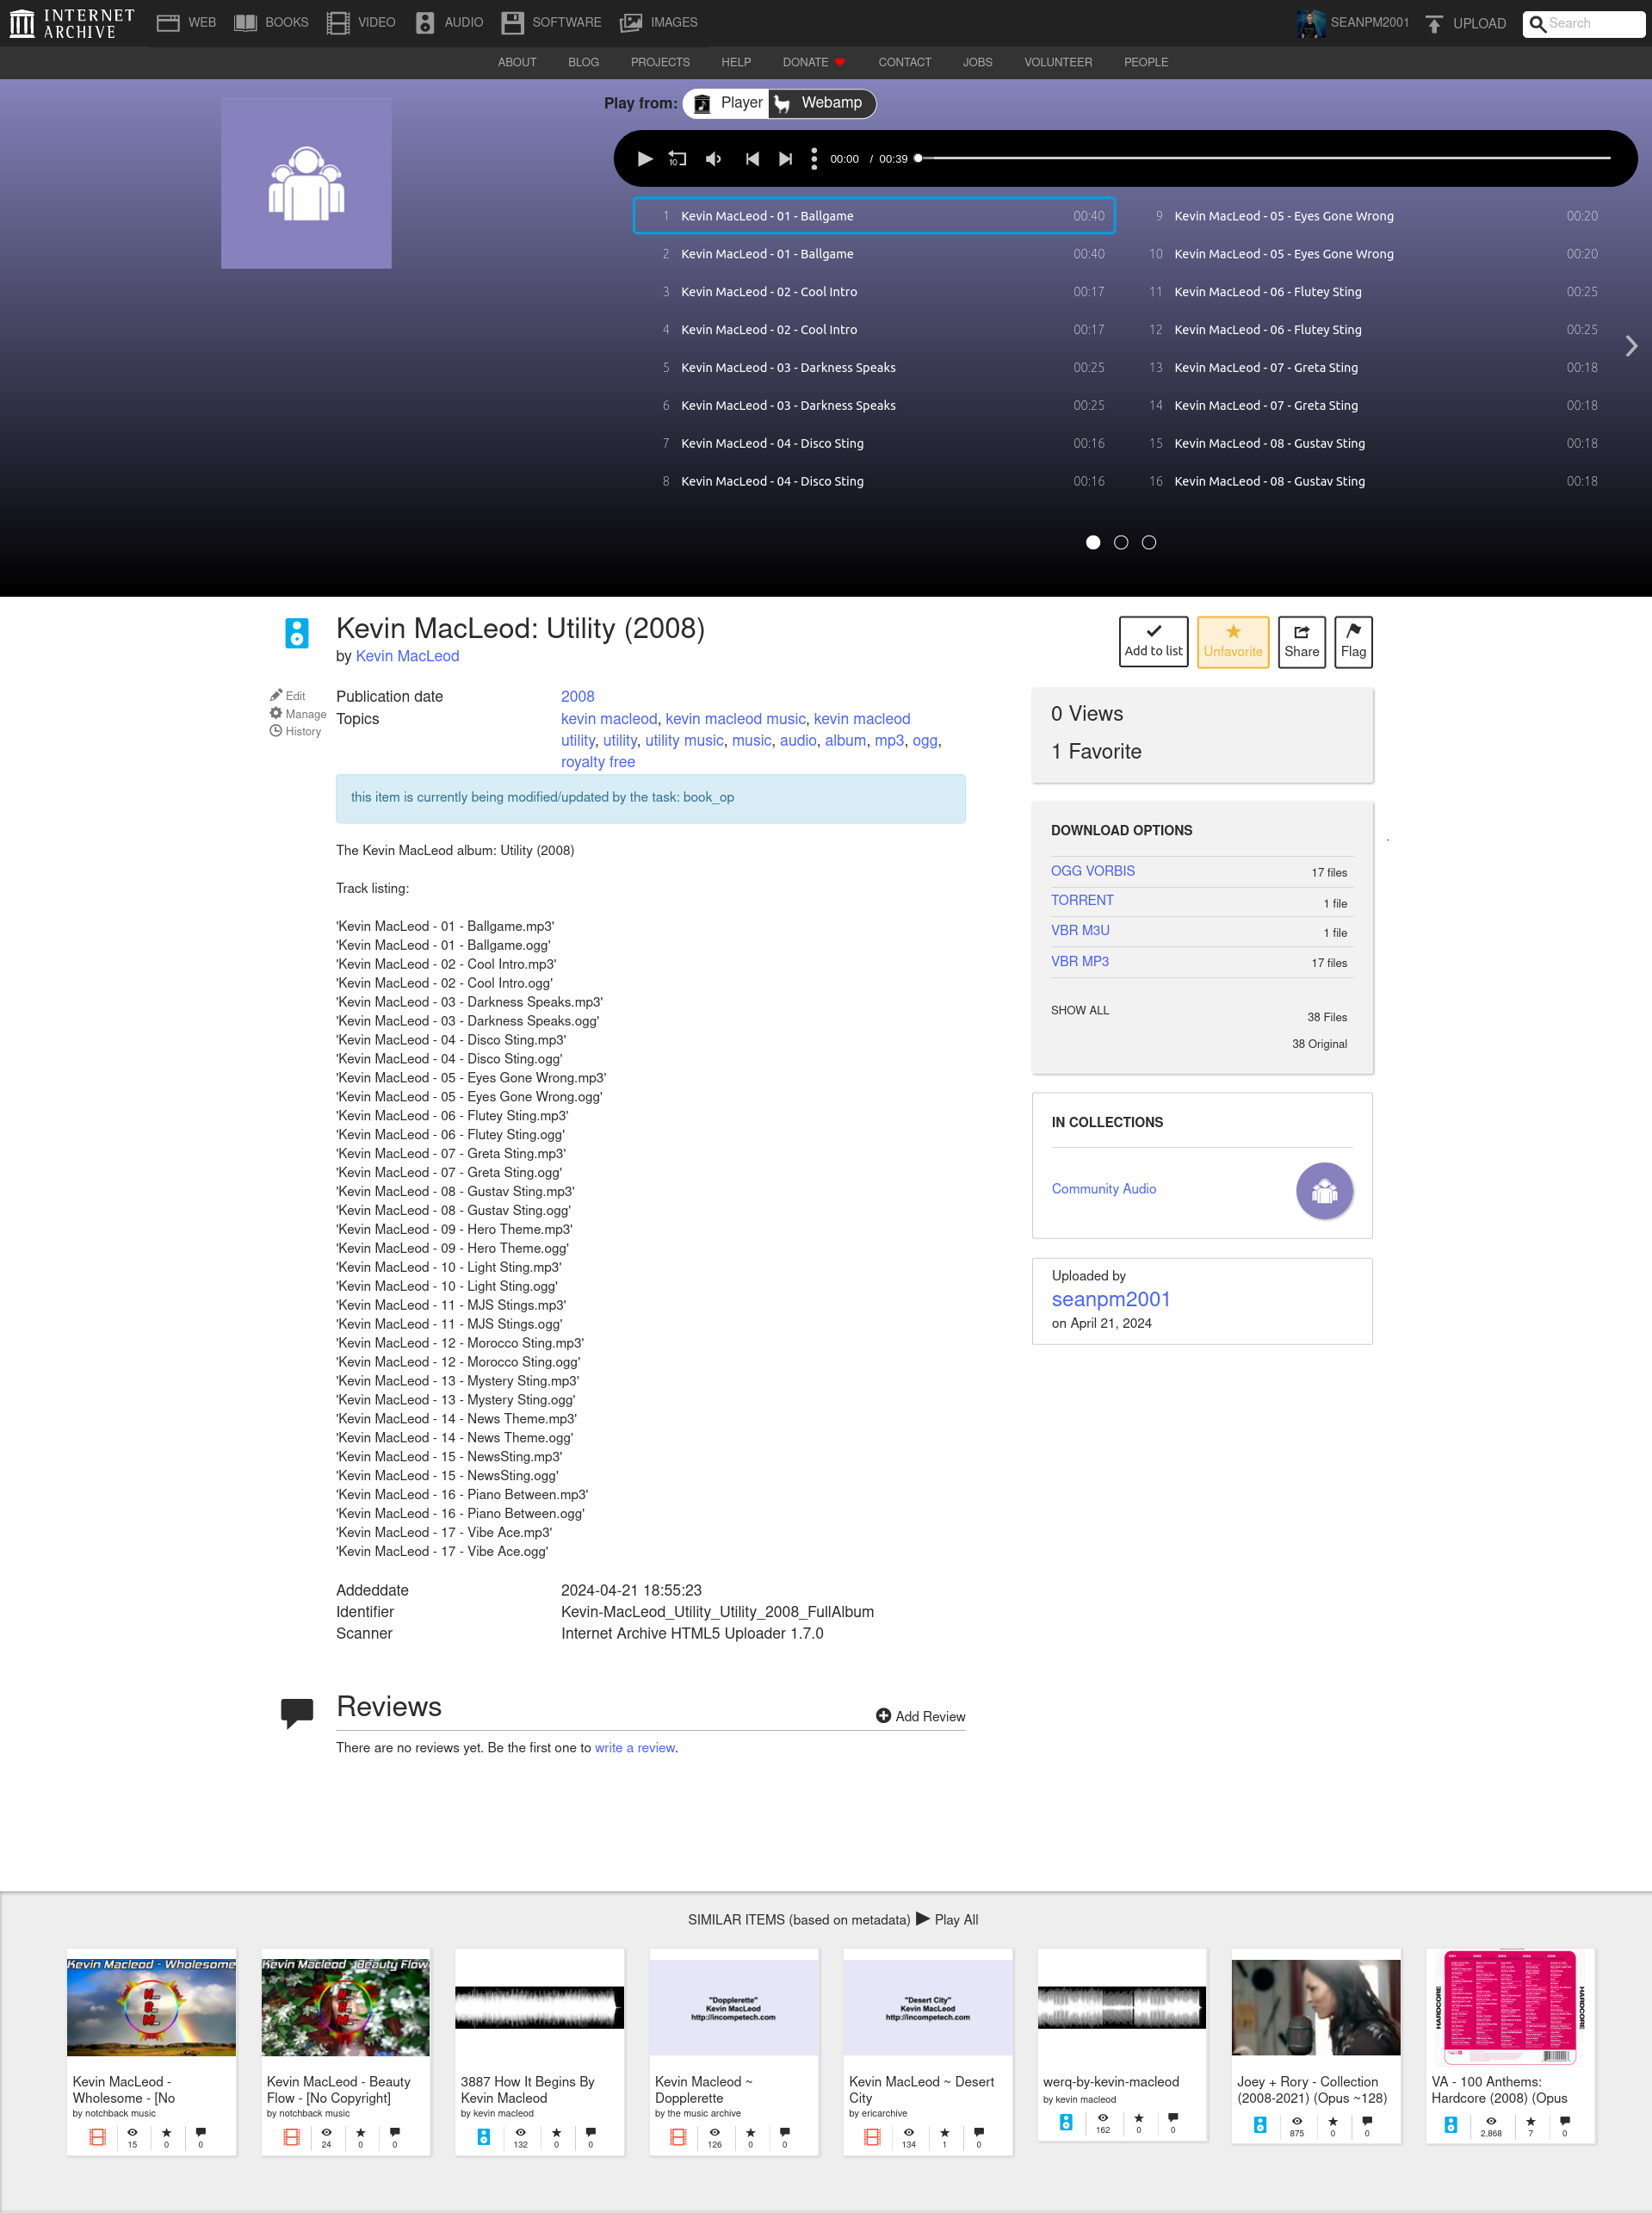 INTERNET ARCHIVE
WEB BOOKS VIDEO AUDIO SOFTWARE IMAGES
SEANPM2001 UPLOAD Search
ABOUT BLOG PROJECTS HELP DONATE CONTACT JOBS VOLUNTEER PEOPLE
Play from: Player Webamp
10 00:00 / 00:39
1 Kevin MacLeod - 01 - Ballgame 00:40
2 Kevin MacLeod - 01 - Ballgame 00:40
3 Kevin MacLeod - 02 - Cool Intro 00:17
4 Kevin MacLeod - 02 - Cool Intro 00:17
5 Kevin MacLeod - 03 - Darkness Speaks 00:25
6 Kevin MacLeod - 03 - Darkness Speaks 00:25
7 Kevin MacLeod - 04 - Disco Sting 00:16
8 Kevin MacLeod - 04 - Disco Sting 00:16
9 Kevin MacLeod - 05 - Eyes Gone Wrong 00:20
10 Kevin MacLeod - 05 - Eyes Gone Wrong 00:20
11 Kevin MacLeod - 06 - Flutey Sting 00:25
12 Kevin MacLeod - 06 - Flutey Sting 00:25
13 Kevin MacLeod - 07 - Greta Sting 00:18
14 Kevin MacLeod - 07 - Greta Sting 00:18
15 Kevin MacLeod - 08 - Gustav Sting 00:18
16 Kevin MacLeod - 08 - Gustav Sting 00:18
Kevin MacLeod: Utility (2008)
by Kevin MacLeod
Edit
Manage
History
Publication date 2008
Topics kevin macleod, kevin macleod music, kevin macleod
utility, utility, utility music, music, audio, album, mp3, ogg,
royalty free
this item is currently being modified/updated by the task: book_op
The Kevin MacLeod album: Utility (2008)
Track listing:
'Kevin MacLeod - 01 - Ballgame.mp3'
'Kevin MacLeod - 01 - Ballgame.ogg'
'Kevin MacLeod - 02 - Cool Intro.mp3'
'Kevin MacLeod - 02 - Cool Intro.ogg'
'Kevin MacLeod - 03 - Darkness Speaks.mp3'
'Kevin MacLeod - 03 - Darkness Speaks.ogg'
'Kevin MacLeod - 04 - Disco Sting.mp3'
'Kevin MacLeod - 04 - Disco Sting.ogg'
'Kevin MacLeod - 05 - Eyes Gone Wrong.mp3'
'Kevin MacLeod - 05 - Eyes Gone Wrong.ogg'
'Kevin MacLeod - 06 - Flutey Sting.mp3'
'Kevin MacLeod - 06 - Flutey Sting.ogg'
'Kevin MacLeod - 07 - Greta Sting.mp3'
'Kevin MacLeod - 07 - Greta Sting.ogg'
'Kevin MacLeod - 08 - Gustav Sting.mp3'
'Kevin MacLeod - 08 - Gustav Sting.ogg'
'Kevin MacLeod - 09 - Hero Theme.mp3'
'Kevin MacLeod - 09 - Hero Theme.ogg'
'Kevin MacLeod - 10 - Light Sting.mp3'
'Kevin MacLeod - 10 - Light Sting.ogg'
'Kevin MacLeod - 11 - MJS Stings.mp3'
'Kevin MacLeod - 11 - MJS Stings.ogg'
'Kevin MacLeod - 12 - Morocco Sting.mp3'
'Kevin MacLeod - 12 - Morocco Sting.ogg'
'Kevin MacLeod - 13 - Mystery Sting.mp3'
'Kevin MacLeod - 13 - Mystery Sting.ogg'
'Kevin MacLeod - 14 - News Theme.mp3'
'Kevin MacLeod - 14 - News Theme.ogg'
'Kevin MacLeod - 15 - NewsSting.mp3'
'Kevin MacLeod - 15 - NewsSting.ogg'
'Kevin MacLeod - 16 - Piano Between.mp3'
'Kevin MacLeod - 16 - Piano Between.ogg'
'Kevin MacLeod - 17 - Vibe Ace.mp3'
'Kevin MacLeod - 17 - Vibe Ace.ogg'
Addeddate 2024-04-21 18:55:23
Identifier Kevin-MacLeod_Utility_Utility_2008_FullAlbum
Scanner Internet Archive HTML5 Uploader 1.7.0
Reviews
Add Review
There are no reviews yet. Be the first one to write a review.
Add to list Unfavorite Share Flag
0 Views
1 Favorite
DOWNLOAD OPTIONS
OGG VORBIS 17 files
TORRENT 1 file
VBR M3U 1 file
VBR MP3 17 files
SHOW ALL 38 Files
38 Original
IN COLLECTIONS
Community Audio
Uploaded by
seanpm2001
on April 21, 2024
SIMILAR ITEMS (based on metadata) Play All
Kevin Macleod - Wholesome
Kevin MacLeod -
Wholesome - [No
by notchback music
15 0 0
Kevin Macleod - Beauty Flow
Kevin MacLeod - Beauty
Flow - [No Copyright]
by notchback music
24 0 0
3887 How It Begins By
Kevin Macleod
by kevin macleod
132 0 0
"Dopplerette"
Kevin MacLeod
http://incompetech.com
Kevin Macleod ~
Dopplerette
by the music archive
126 0 0
"Desert City"
Kevin MacLeod
http://incompetech.com
Kevin MacLeod ~ Desert
City
by ericarchive
134 1 0
werq-by-kevin-macleod
by kevin macleod
162 0 0
Joey + Rory - Collection
(2008-2021) (Opus ~128)
875 0 0
HARDCORE
HARDCORE
VA - 100 Anthems:
Hardcore (2008) (Opus
2,868 7 0